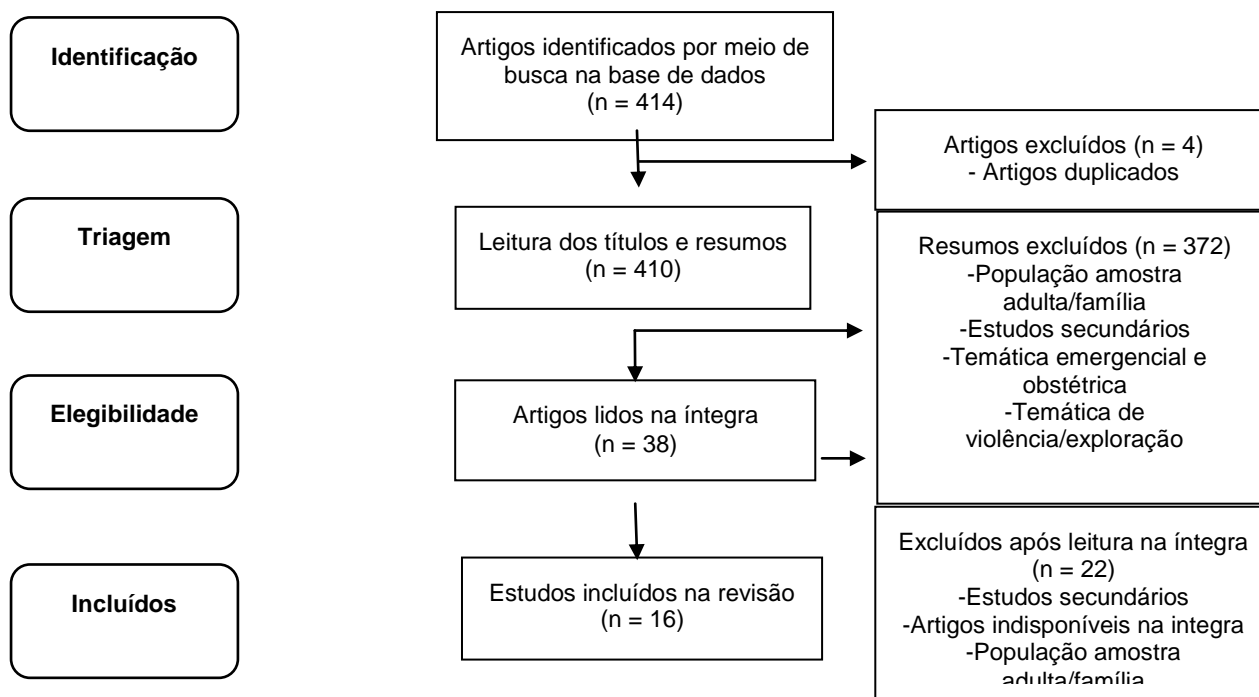 Identificação
Artigos identificados por meio de
busca na base de dados
(n = 414)
Artigos excluídos (n = 4)
- Artigos duplicados
Triagem
Leitura dos títulos e resumos
(n = 410)
Resumos excluídos (n = 372)
-População amostra
adulta/família
-Estudos secundários
-Temática emergencial e
obstétrica
-Temática de
violência/exploração
Elegibilidade
Artigos lidos na íntegra
(n = 38)
Excluídos após leitura na íntegra
(n = 22)
-Estudos secundários
-Artigos indisponíveis na integra
-População amostra
adulta/família
Incluídos
Estudos incluídos na revisão
(n = 16)